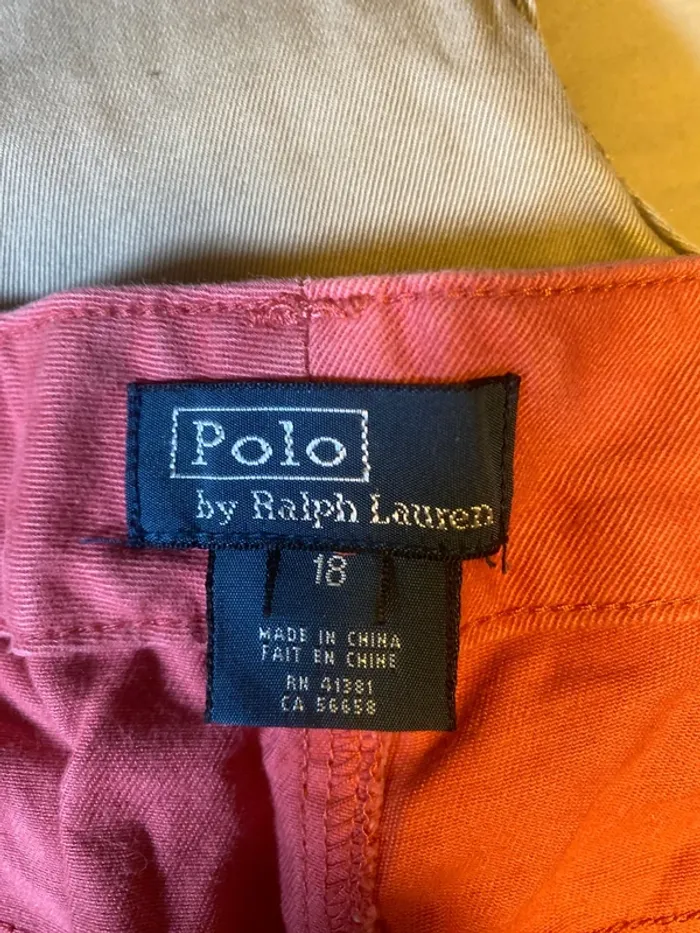 Polo
by Ralph Lauren
18
MADE IN CHINA
FAIT EN CHINE
RN 41381
CA 56658